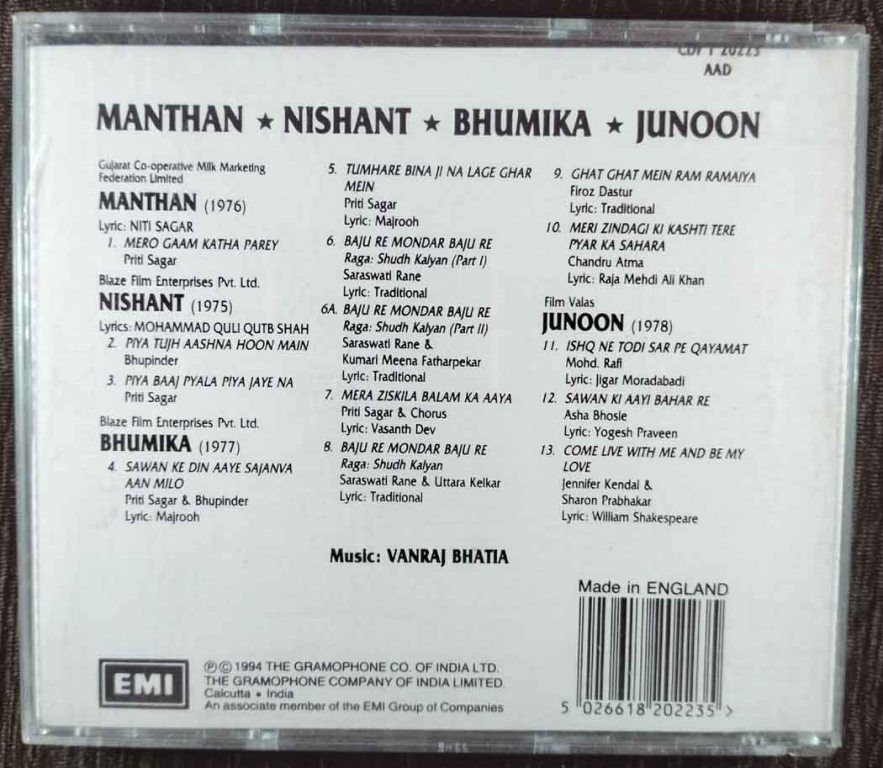 CDF 1 20223
AAD
MANTHAN ★ NISHANT ★ BHUMIKA ★ JUNOON
Gujarat Co-operative Milk Marketing
Federation Limited
MANTHAN (1976)
Lyric: NITI SAGAR
1. MERO GAAM KATHA PAREY
Priti Sagar
Blaze Film Enterprises Pvt. Ltd.
NISHANT (1975)
Lyrics: MOHAMMAD QULI QUTB SHAH
2. PIYA TUJH AASHNA HOON MAIN
Bhupinder
3. PIYA BAAJ PYALA PIYA JAYE NA
Priti Sagar
Blaze Film Enterprises Pvt. Ltd.
BHUMIKA (1977)
4. SAWAN KE DIN AAYE SAJANVA
AAN MILO
Priti Sagar & Bhupinder
Lyric: Majrooh
5. TUMHARE BINA JI NA LAGE GHAR
MEIN
Priti Sagar
Lyric: Majrooh
6. BAJU RE MONDAR BAJU RE
Raga: Shudh Kalyan (Part I)
Saraswati Rane
Lyric: Traditional
6A. BAJU RE MONDAR BAJU RE
Raga: Shudh Kalyan (Part II)
Saraswati Rane &
Kumari Meena Fatharpekar
Lyric: Traditional
7. MERA ZISKILA BALAM KA AAYA
Priti Sagar & Chorus
Lyric: Vasanth Dev
8. BAJU RE MONDAR BAJU RE
Raga: Shudh Kalyan
Saraswati Rane & Uttara Kelkar
Lyric: Traditional
9. GHAT GHAT MEIN RAM RAMAIYA
Firoz Dastur
Lyric: Traditional
10. MERI ZINDAGI KI KASHTI TERE
PYAR KA SAHARA
Chandru Atma
Lyric: Raja Mehdi Ali Khan
Film Valas
JUNOON (1978)
11. ISHQ NE TODI SAR PE QAYAMAT
Mohd. Rafi
Lyric: Jigar Moradabadi
12. SAWAN KI AAYI BAHAR RE
Asha Bhosle
Lyric: Yogesh Praveen
13. COME LIVE WITH ME AND BE MY
LOVE
Jennifer Kendal &
Sharon Prabhakar
Lyric: William Shakespeare
Music: VANRAJ BHATIA
Made in ENGLAND
EMI
℗ © 1994 THE GRAMOPHONE CO. OF INDIA LTD.
THE GRAMOPHONE COMPANY OF INDIA LIMITED
Calcutta • India
An associate member of the EMI Group of Companies
5 026618 202235 >